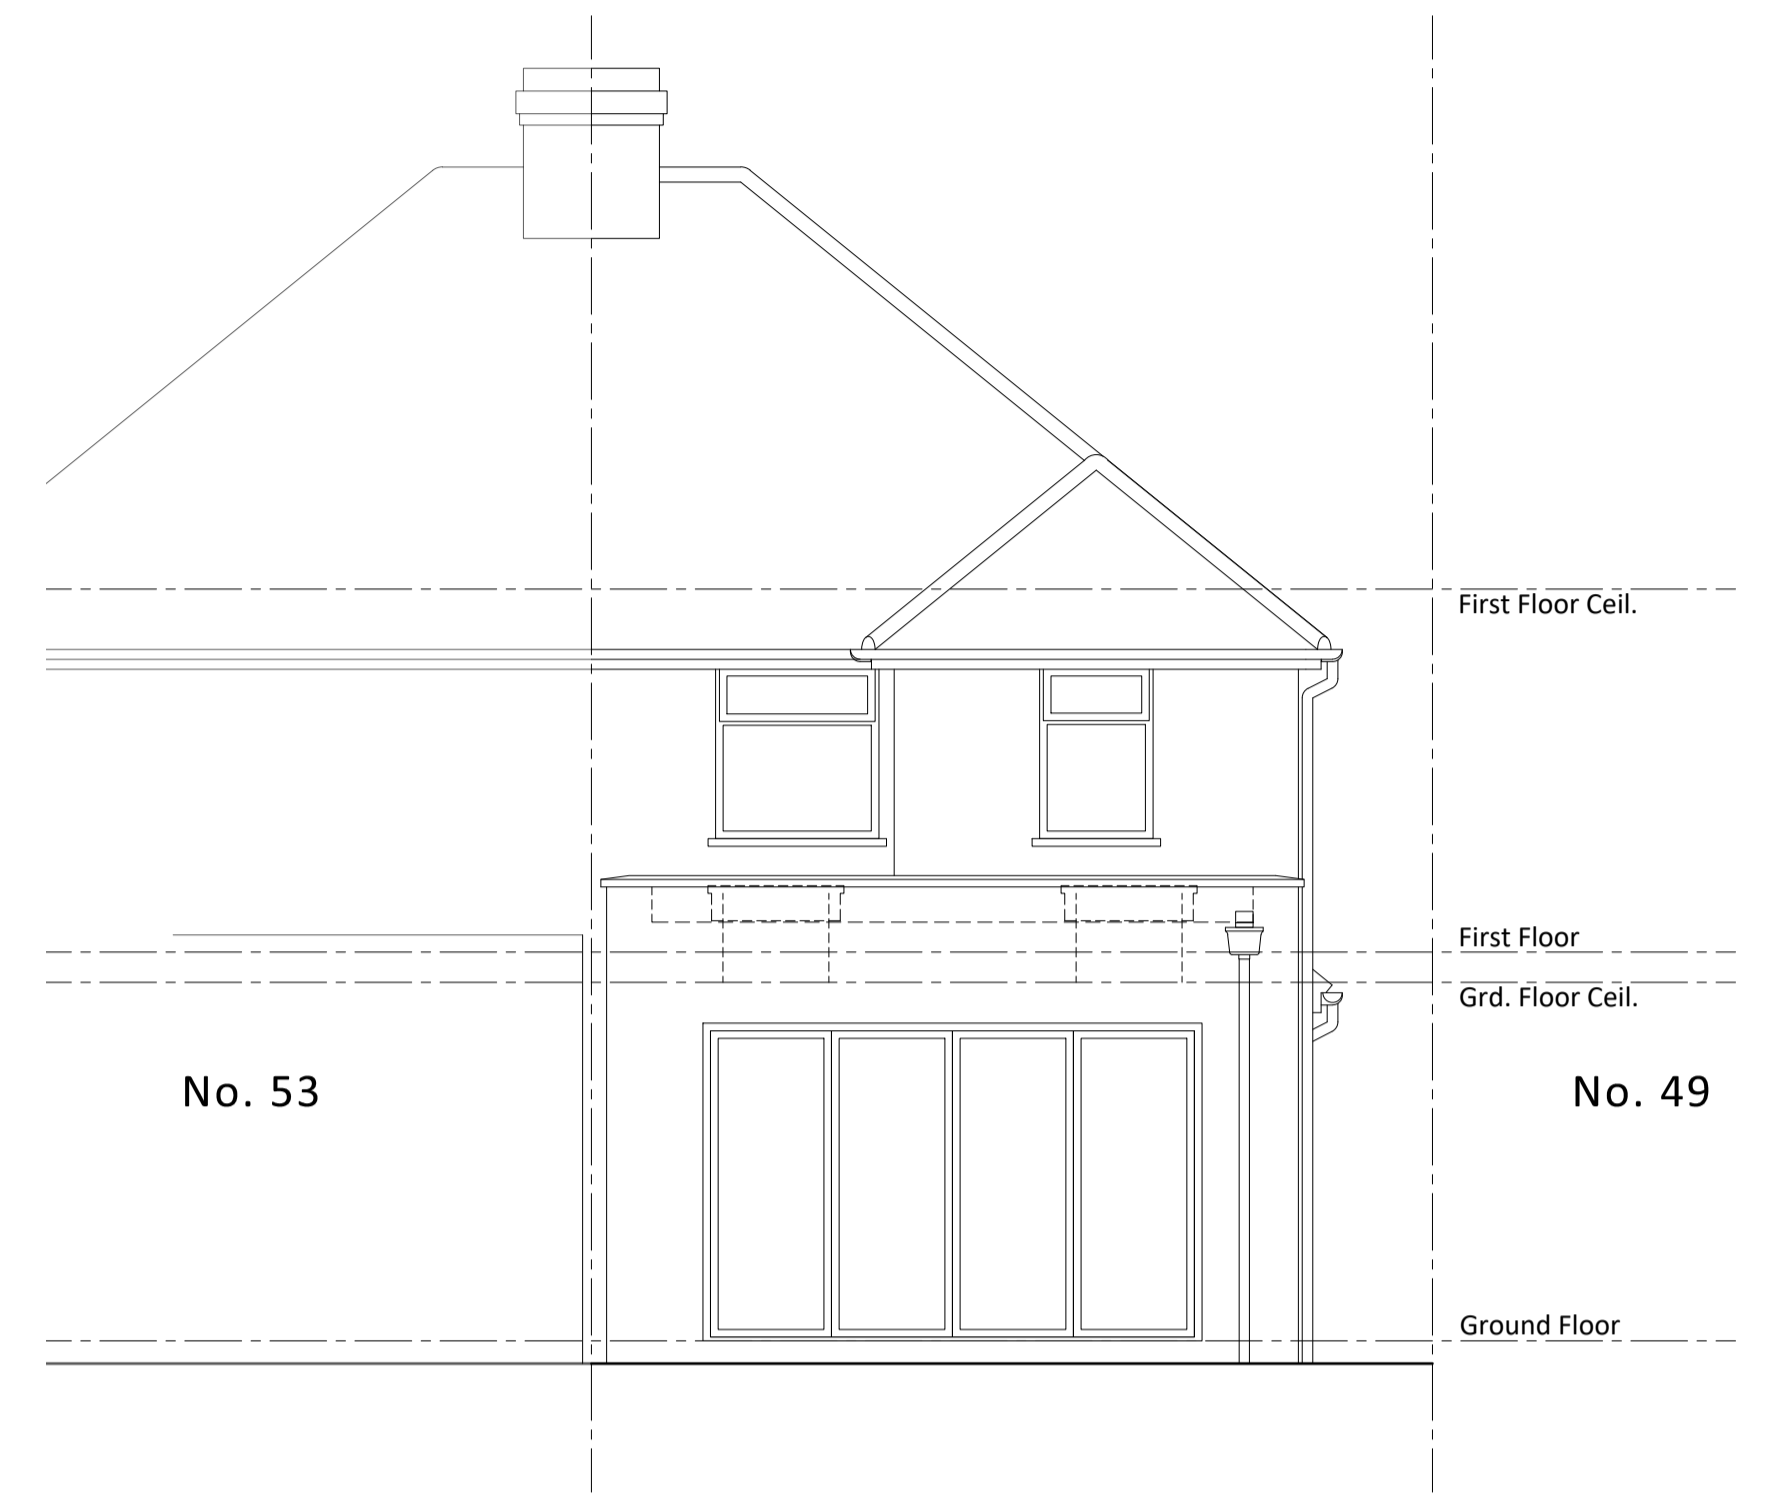 First Floor Ceil.
First Floor
Grd. Floor Ceil.
No. 53
No. 49
Ground Floor